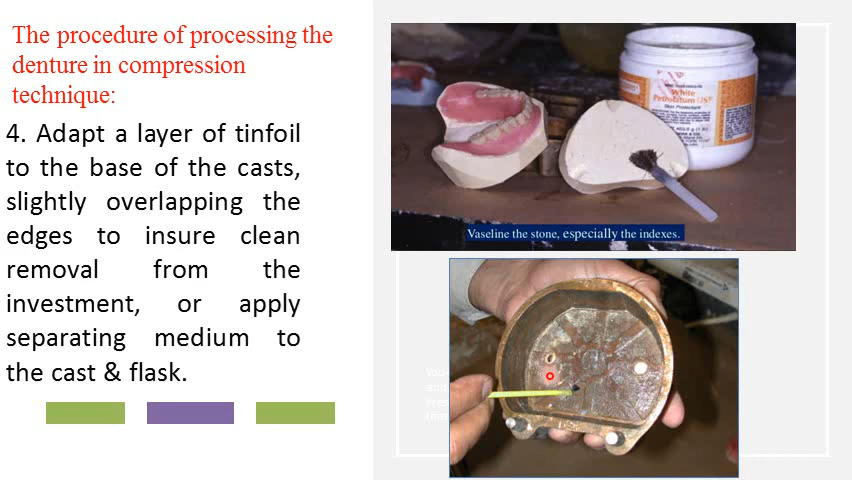 The procedure of processing the
denture in compression
technique:
4. Adapt a layer of tinfoil
to the base of the casts,
slightly overlapping the
edges to insure clean
removal from the
investment, or apply
separating medium to
the cast & flask.
White
Petrolatum USP
Vaseline the stone, especially the indexes.